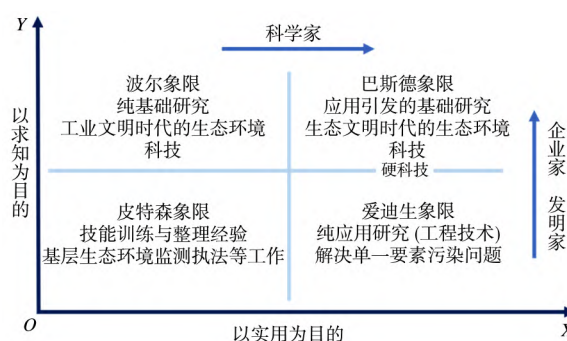 Y
科学家
波尔象限
纯基础研究
工业文明时代的生态环境
科技
巴斯德象限
应用引发的基础研究
生态文明时代的生态环境
科技
硬科技
以求知为目的
企业家 发明家
皮特森象限
技能训练与整理经验
基层生态环境监测执法等工作
爱迪生象限
纯应用研究(工程技术)
解决单一要素污染问题
O
以实用为目的
X